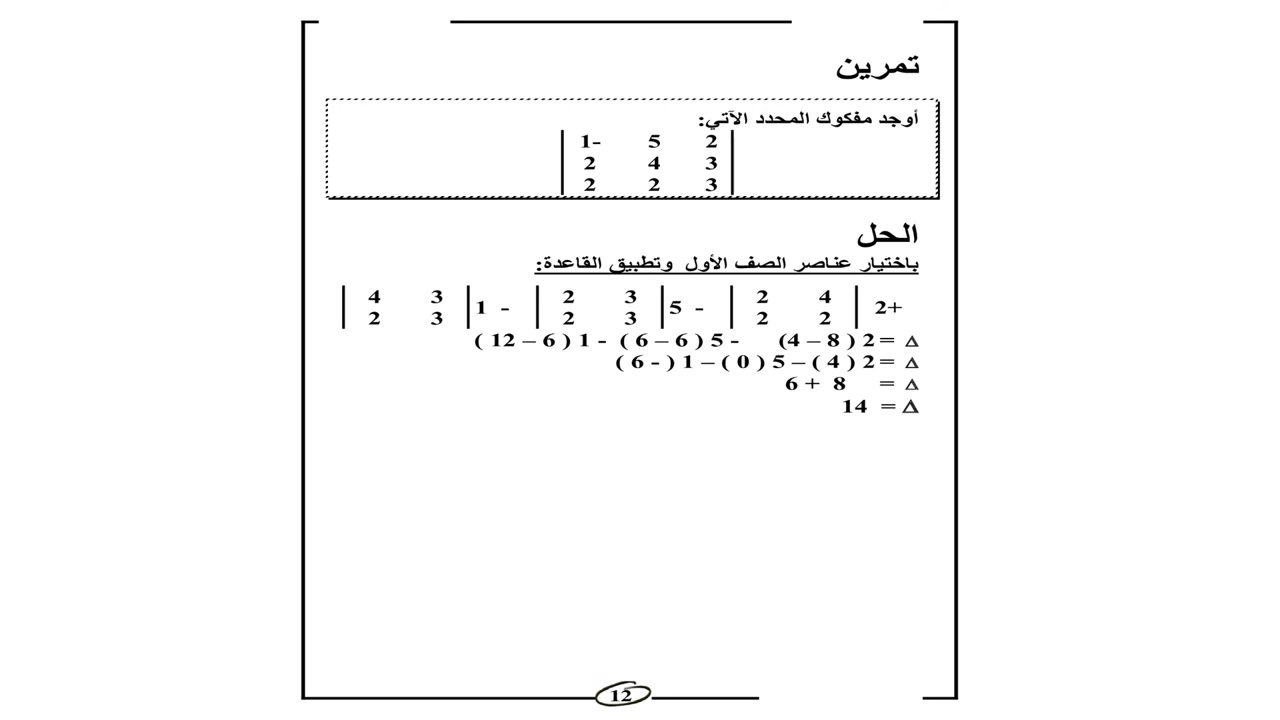 تمرين
أوجد مفكوك المحدد الآتي:
2 5 1-
3 4 2
3 2 2
الحل
باختيار عناصر الصف الأول وتطبيق القاعدة:
+2 | 4 2 | - 5 | 3 2 | - 1 | 3 4 |
| 2 2 | | 3 2 | | 3 2 |
Δ = 2 ( 8 – 4) - 5 ( 6 – 6 ) - 1 ( 6 – 12 )
Δ = 2 ( 4 ) – 5 ( 0 ) – 1 ( - 6 )
Δ = 8 + 6
Δ = 14
12